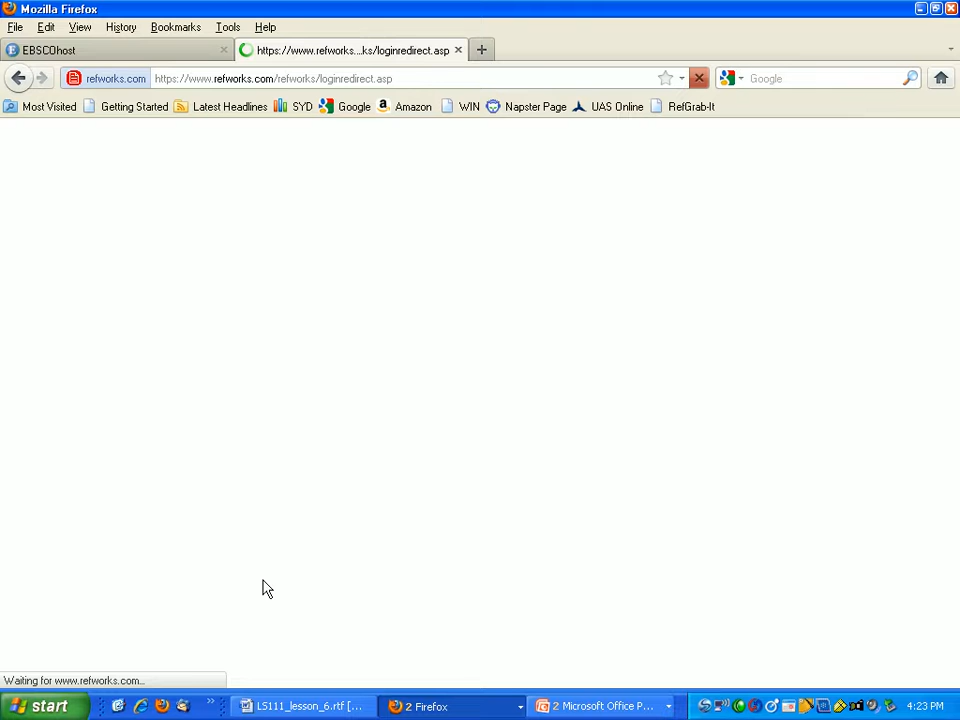 Mozilla Firefox
File Edit View History Bookmarks Tools Help
EBSCOhost https://www.refworks....ks/loginredirect.asp
refworks.com https://www.refworks.com/refworks/loginredirect.asp Google
Most Visited Getting Started Latest Headlines SYD Google Amazon WIN Napster Page UAS Online RefGrab-It
Waiting for www.refworks.com...
start LS111_lesson_6.rtf [... 2 Firefox 2 Microsoft Office P... 4:23 PM